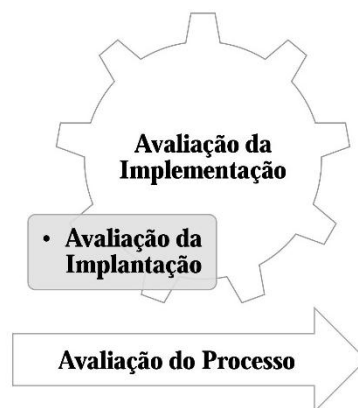 Avaliação da
Implementação
• Avaliação da
Implantação
Avaliação do Processo